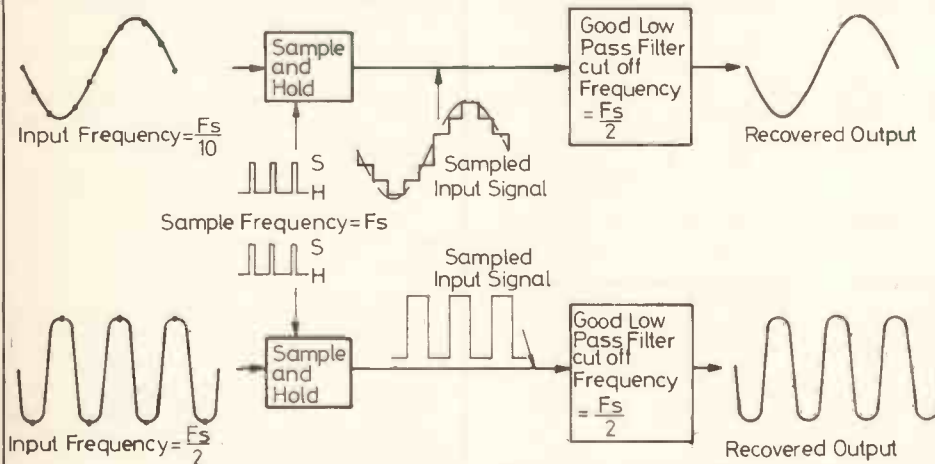 Input Frequency=Fs/10
Sample
and
Hold
S
H
Sample Frequency=Fs
Sampled
Input Signal
Good Low
Pass Filter
cut off
Frequency
=Fs/2
Recovered Output
S
H
Input Frequency=Fs/2
Sample
and
Hold
Sampled
Input Signal
Good Low
Pass Filter
cut off
Frequency
=Fs/2
Recovered Output